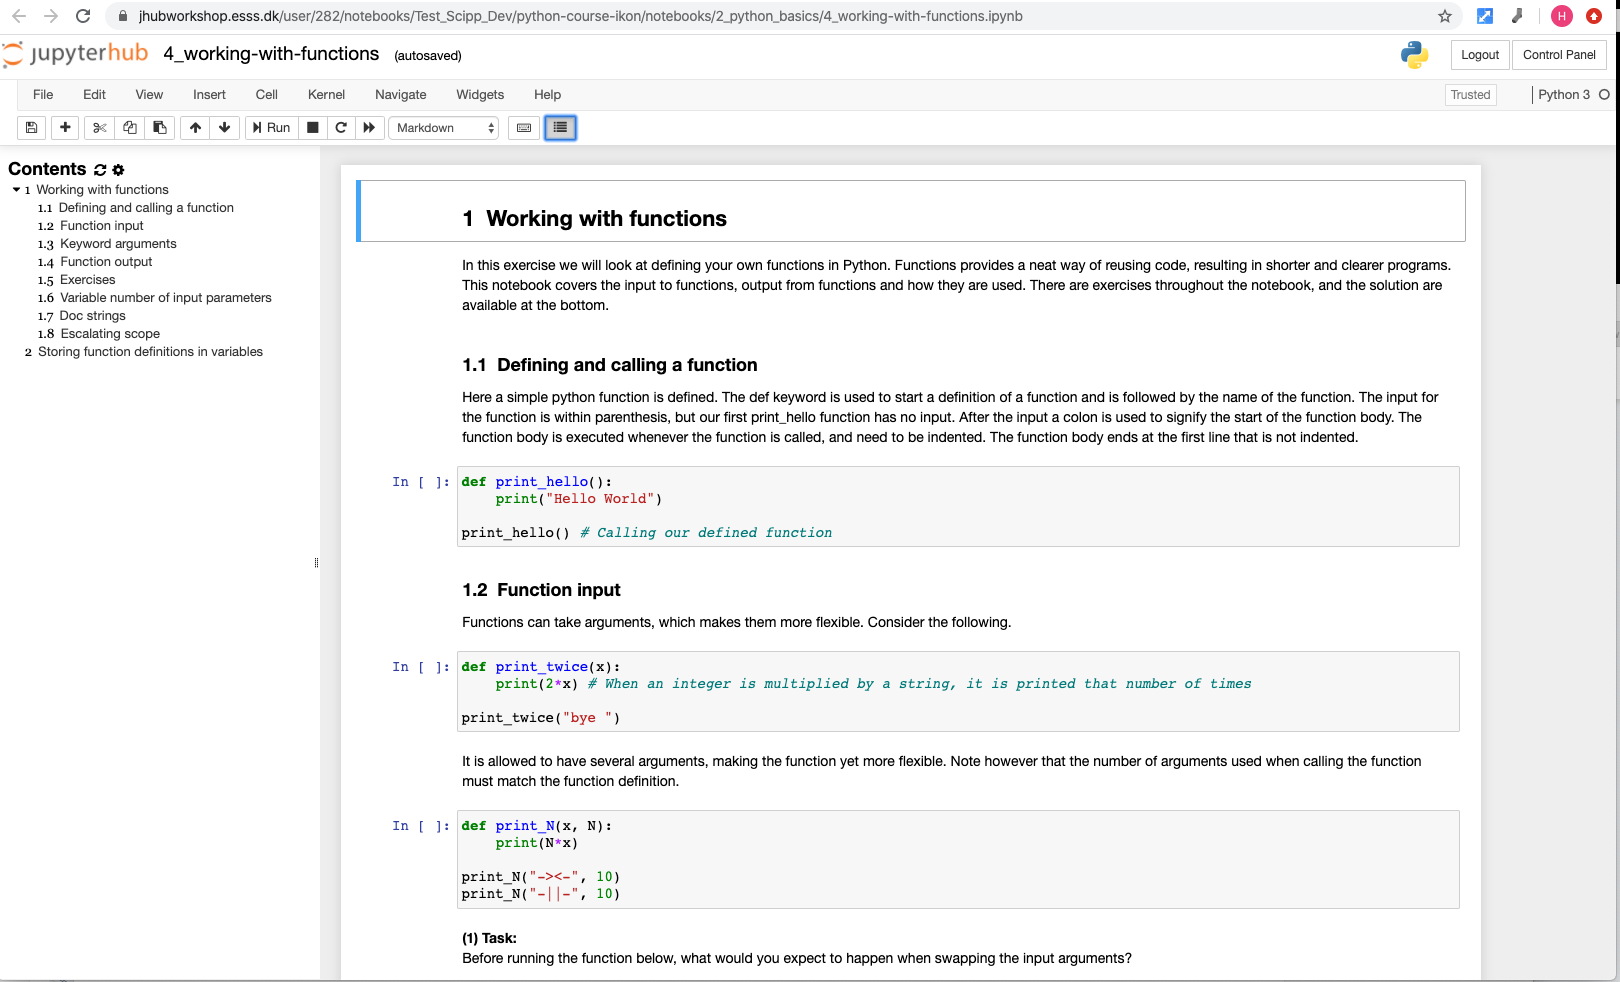 jhubworkshop.esss.dk/user/282/notebooks/Test_Scipp_Dev/python-course-ikon/notebooks/2_python_basics/4_working-with-functions.ipynb
H
jupyterhub 4_working-with-functions (autosaved)
Logout Control Panel
File Edit View Insert Cell Kernel Navigate Widgets Help
Trusted Python 3
Run Markdown
Contents
1 Working with functions
1.1 Defining and calling a function
1.2 Function input
1.3 Keyword arguments
1.4 Function output
1.5 Exercises
1.6 Variable number of input parameters
1.7 Doc strings
1.8 Escalating scope
2 Storing function definitions in variables
1 Working with functions
In this exercise we will look at defining your own functions in Python. Functions provides a neat way of reusing code, resulting in shorter and clearer programs.
This notebook covers the input to functions, output from functions and how they are used. There are exercises throughout the notebook, and the solution are
available at the bottom.
1.1 Defining and calling a function
Here a simple python function is defined. The def keyword is used to start a definition of a function and is followed by the name of the function. The input for
the function is within parenthesis, but our first print_hello function has no input. After the input a colon is used to signify the start of the function body. The
function body is executed whenever the function is called, and need to be indented. The function body ends at the first line that is not indented.
In [ ]: def print_hello():
print("Hello World")
print_hello() # Calling our defined function
1.2 Function input
Functions can take arguments, which makes them more flexible. Consider the following.
In [ ]: def print_twice(x):
print(2*x) # When an integer is multiplied by a string, it is printed that number of times
print_twice("bye ")
It is allowed to have several arguments, making the function yet more flexible. Note however that the number of arguments used when calling the function
must match the function definition.
In [ ]: def print_N(x, N):
print(N*x)
print_N("-><-", 10)
print_N("-||-", 10)
(1) Task:
Before running the function below, what would you expect to happen when swapping the input arguments?